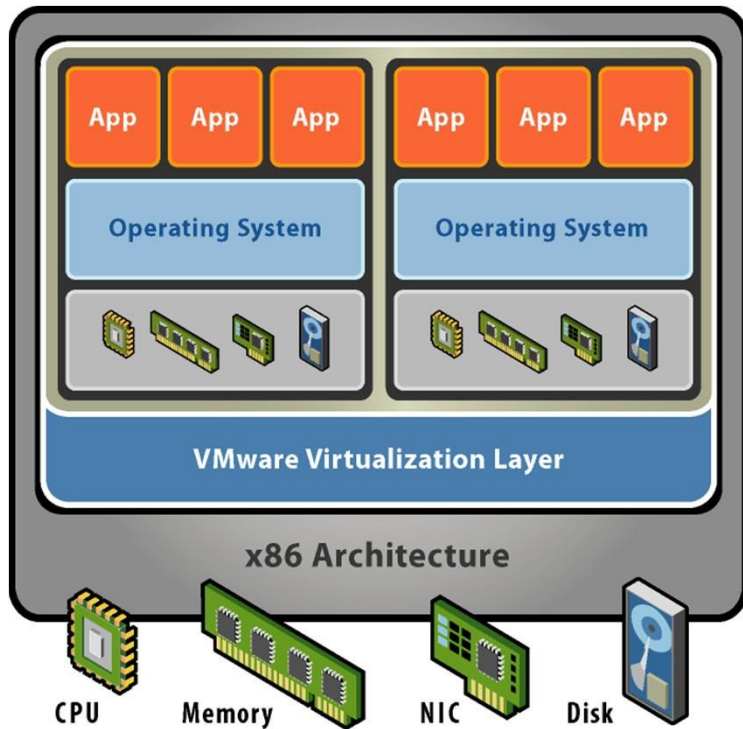 App App App App App App
Operating System Operating System
VMware Virtualization Layer
x86 Architecture
CPU Memory NIC Disk